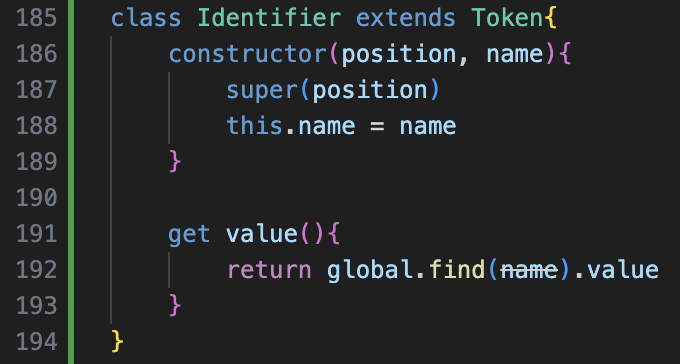 185 class Identifier extends Token{
186 constructor(position, name){
187 super(position)
188 this.name = name
189 }
190
191 get value(){
192 return global.find(name).value
193 }
194 }